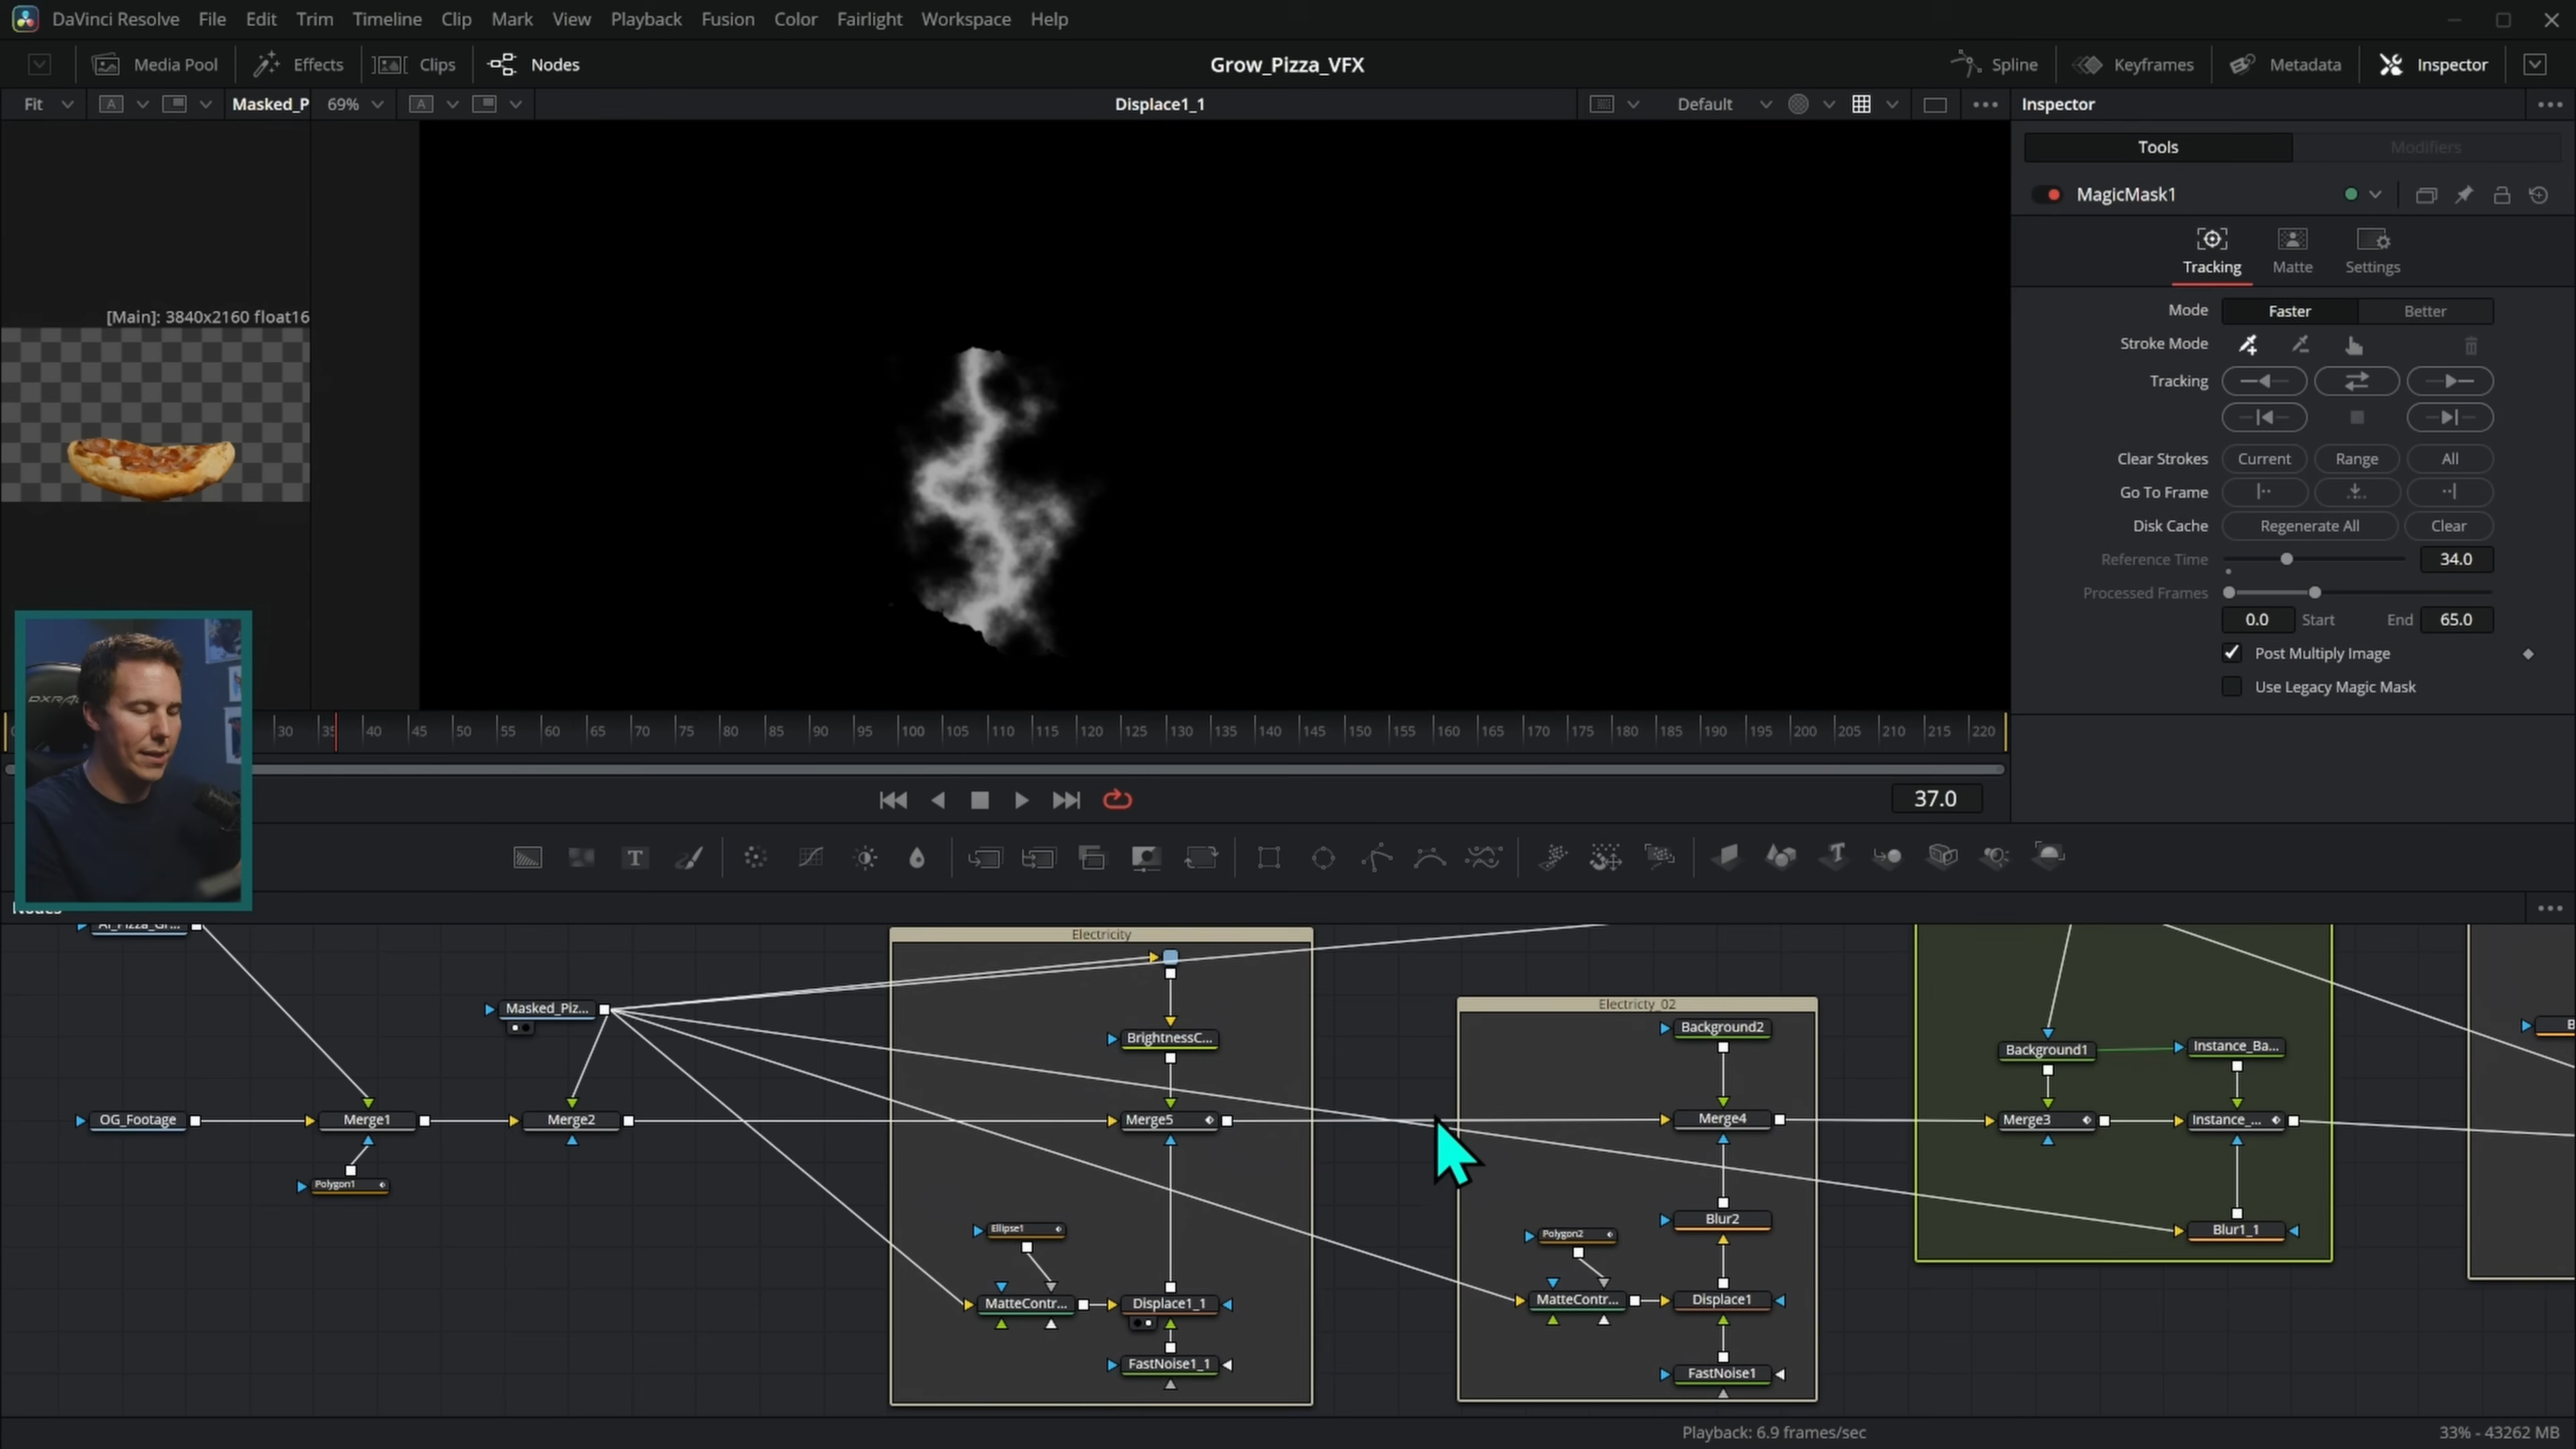 DaVinci Resolve File Edit Trim Timeline Clip Mark View Playback Fusion Color Fairlight Workspace Help
Media Pool Effects Clips Nodes Grow_Pizza_VFX Spline Keyframes Metadata Inspector
Fit A Masked_P 69% A Displace1_1 Default Inspector
Tools Modifiers
MagicMask1
Tracking Matte Settings
Mode Faster Better
[Main]: 3840x2160 float16
Stroke Mode
Tracking
Clear Strokes Current Range All
Go To Frame
Disk Cache Regenerate All Clear
Reference Time 34.0
Processed Frames
0.0 Start End 65.0
Post Multiply Image
Use Legacy Magic Mask
30 35 40 45 50 55 60 65 70 75 80 85 90 95 100 105 110 115 120 125 130 135 140 145 150 155 160 165 170 175 180 185 190 195 200 205 210 215 220
37.0
T
Electricity
Masked_Piz...
Electricty_02
Background2
BrightnessC...
Background1 Instance_Ba...
OG_Footage Merge1 Merge2 Merge5 Merge4 Merge3 Instance_...
Polygon1
Ellipse1 Polygon2 Blur2 Blur1_1
MatteContr... Displace1_1 MatteContr... Displace1
FastNoise1_1 FastNoise1
Playback: 6.9 frames/sec 33% - 43262 MB